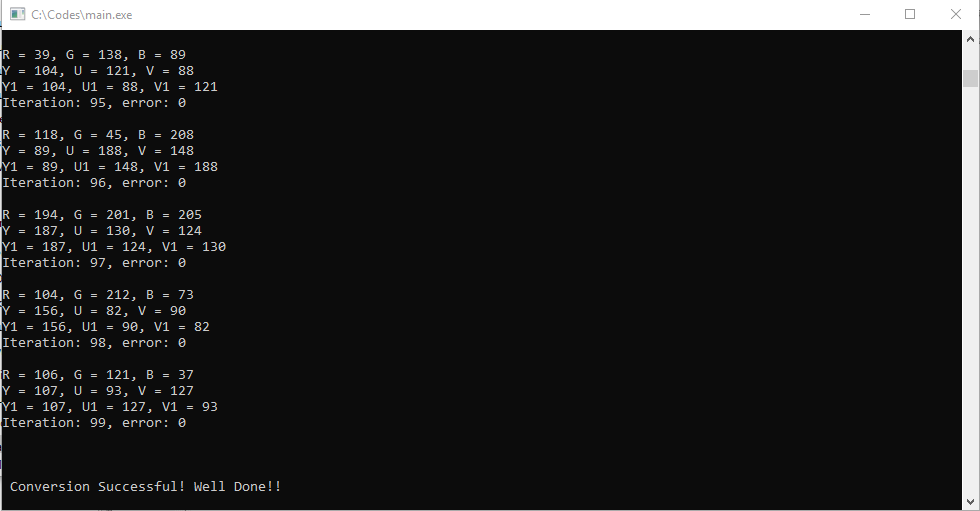 C:\Codes\main.exe
R = 39, G = 138, B = 89
Y = 104, U = 121, V = 88
Y1 = 104, U1 = 88, V1 = 121
Iteration: 95, error: 0
R = 118, G = 45, B = 208
Y = 89, U = 188, V = 148
Y1 = 89, U1 = 148, V1 = 188
Iteration: 96, error: 0
R = 194, G = 201, B = 205
Y = 187, U = 130, V = 124
Y1 = 187, U1 = 124, V1 = 130
Iteration: 97, error: 0
R = 104, G = 212, B = 73
Y = 156, U = 82, V = 90
Y1 = 156, U1 = 90, V1 = 82
Iteration: 98, error: 0
R = 106, G = 121, B = 37
Y = 107, U = 93, V = 127
Y1 = 107, U1 = 127, V1 = 93
Iteration: 99, error: 0
Conversion Successful! Well Done!!